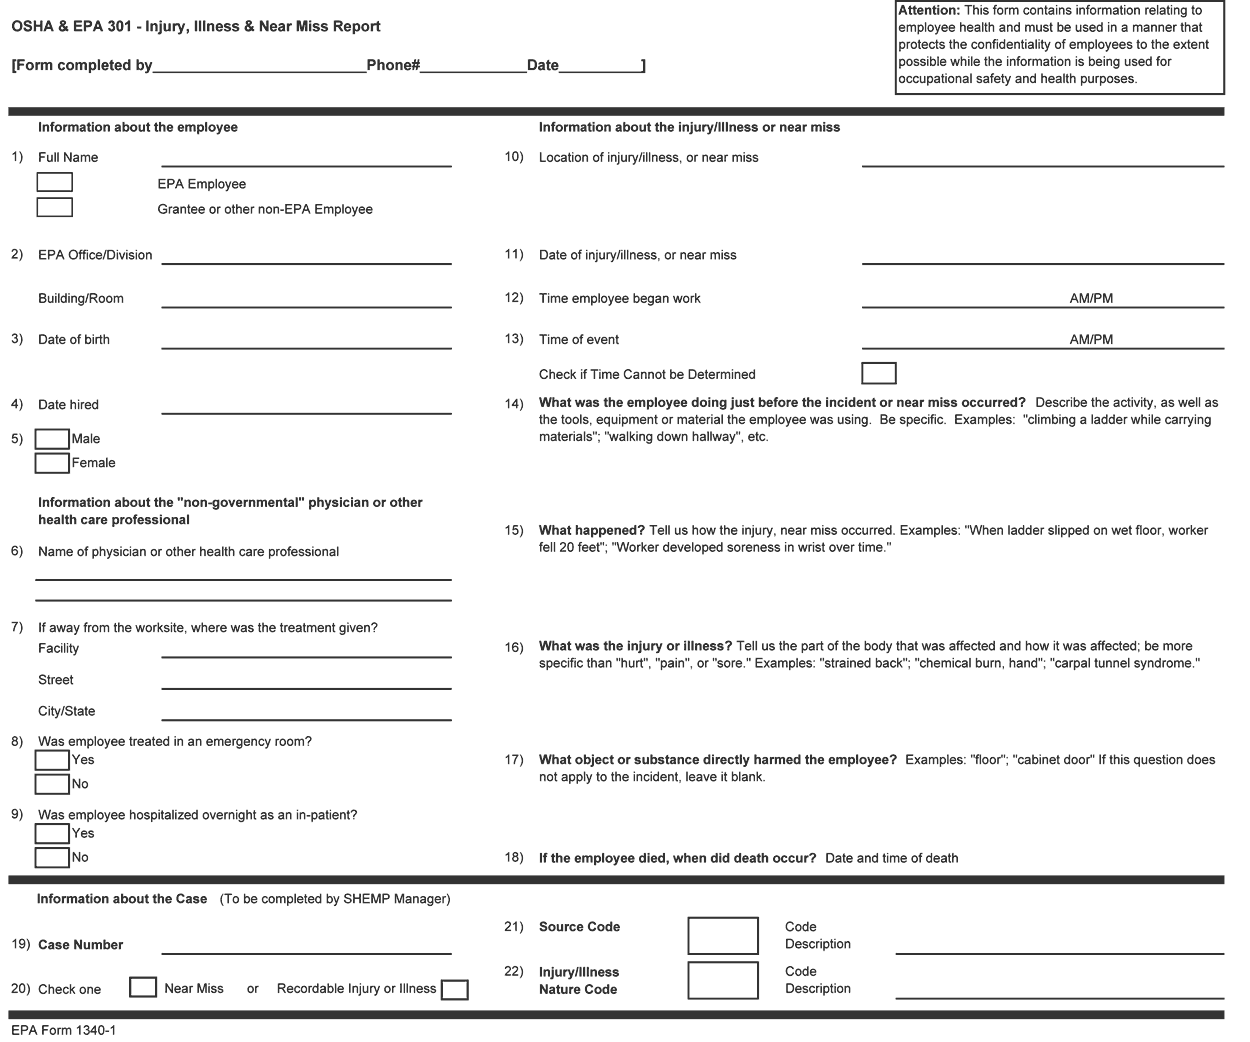 OSHA & EPA 301 - Injury, Illness & Near Miss Report
[Form completed by__________________________Phone#_____________Date__________]
Attention: This form contains information relating to
employee health and must be used in a manner that
protects the confidentiality of employees to the extent
possible while the information is being used for
occupational safety and health purposes.
Information about the employee
1) Full Name
EPA Employee
Grantee or other non-EPA Employee
2) EPA Office/Division
Building/Room
3) Date of birth
4) Date hired
5) Male
Female
Information about the "non-governmental" physician or other
health care professional
6) Name of physician or other health care professional
7) If away from the worksite, where was the treatment given?
Facility
Street
City/State
8) Was employee treated in an emergency room?
Yes
No
9) Was employee hospitalized overnight as an in-patient?
Yes
No
Information about the injury/Illness or near miss
10) Location of injury/illness, or near miss
11) Date of injury/illness, or near miss
12) Time employee began work AM/PM
13) Time of event AM/PM
Check if Time Cannot be Determined
14) What was the employee doing just before the incident or near miss occurred? Describe the activity, as well as
the tools, equipment or material the employee was using. Be specific. Examples: "climbing a ladder while carrying
materials"; "walking down hallway", etc.
15) What happened? Tell us how the injury, near miss occurred. Examples: "When ladder slipped on wet floor, worker
fell 20 feet"; "Worker developed soreness in wrist over time."
16) What was the injury or illness? Tell us the part of the body that was affected and how it was affected; be more
specific than "hurt", "pain", or "sore." Examples: "strained back"; "chemical burn, hand"; "carpal tunnel syndrome."
17) What object or substance directly harmed the employee? Examples: "floor"; "cabinet door" If this question does
not apply to the incident, leave it blank.
18) If the employee died, when did death occur? Date and time of death
Information about the Case (To be completed by SHEMP Manager)
19) Case Number
20) Check one Near Miss or Recordable Injury or Illness
21) Source Code
Code
Description
22) Injury/Illness
Nature Code
Code
Description
EPA Form 1340-1